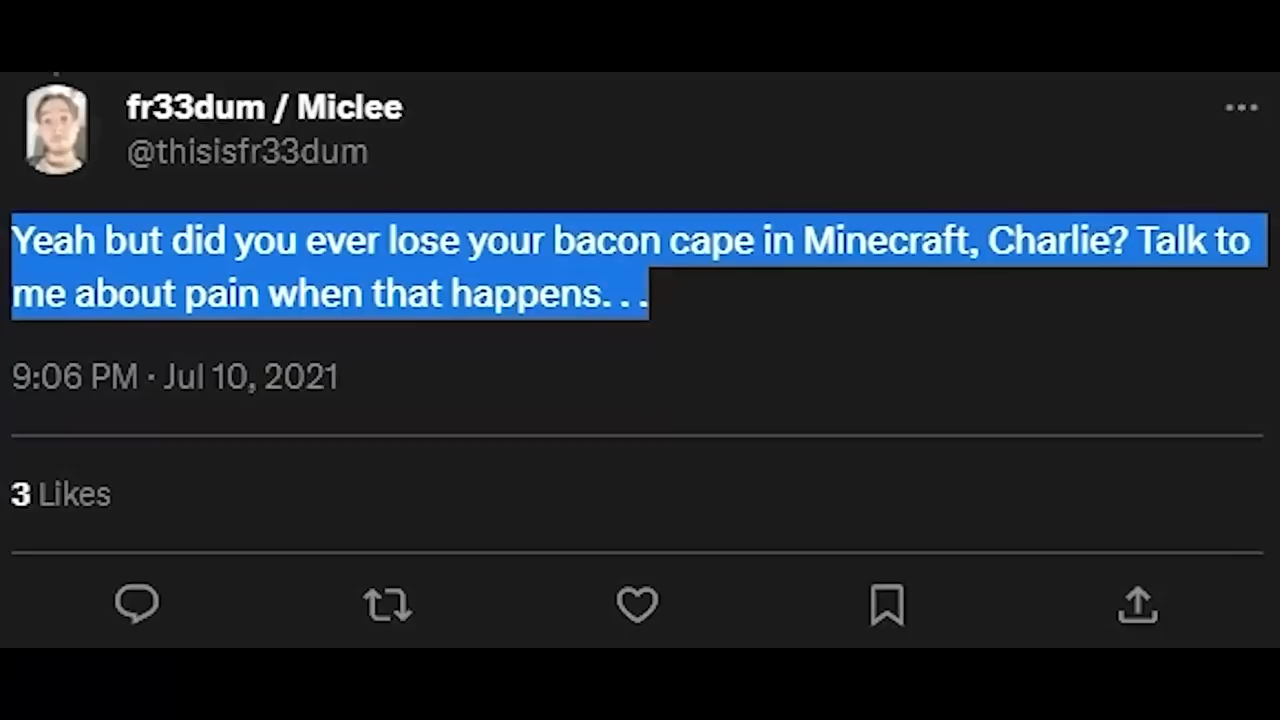 fr33dum / Miclee
@thisisfr33dum
Yeah but did you ever lose your bacon cape in Minecraft, Charlie? Talk to
me about pain when that happens. . .
9:06 PM · Jul 10, 2021
3 Likes